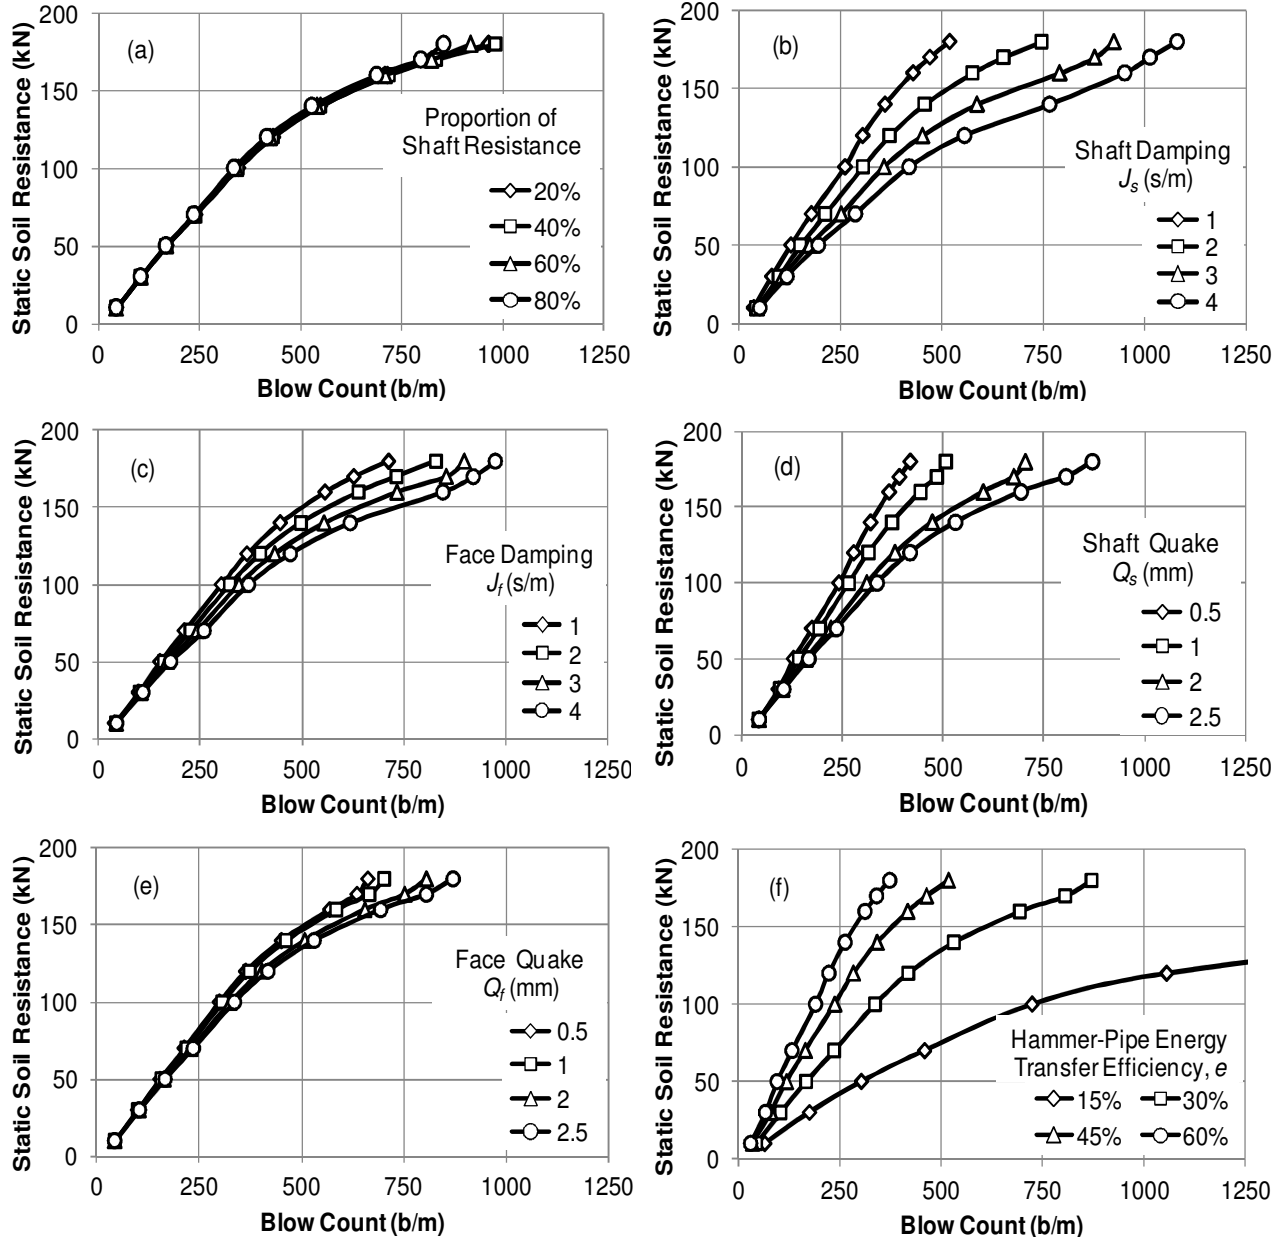 (a)
Static Soil Resistance (kN)
200
150
100
50
0
Proportion of
Shaft Resistance
20%
40%
60%
80%
0 250 500 750 1000 1250
Blow Count (b/m)
(b)
Static Soil Resistance (kN)
200
150
100
50
0
Shaft Damping
Js (s/m)
1
2
3
4
0 250 500 750 1000 1250
Blow Count (b/m)
(c)
Static Soil Resistance (kN)
200
150
100
50
0
Face Damping
Jf (s/m)
1
2
3
4
0 250 500 750 1000 1250
Blow Count (b/m)
(d)
Static Soil Resistance (kN)
200
150
100
50
0
Shaft Quake
Qs (mm)
0.5
1
2
2.5
0 250 500 750 1000 1250
Blow Count (b/m)
(e)
Static Soil Resistance (kN)
200
150
100
50
0
Face Quake
Qf (mm)
0.5
1
2
2.5
0 250 500 750 1000 1250
Blow Count (b/m)
(f)
Static Soil Resistance (kN)
200
150
100
50
0
Hammer-Pipe Energy
Transfer Efficiency, e
15% 30%
45% 60%
0 250 500 750 1000 1250
Blow Count (b/m)